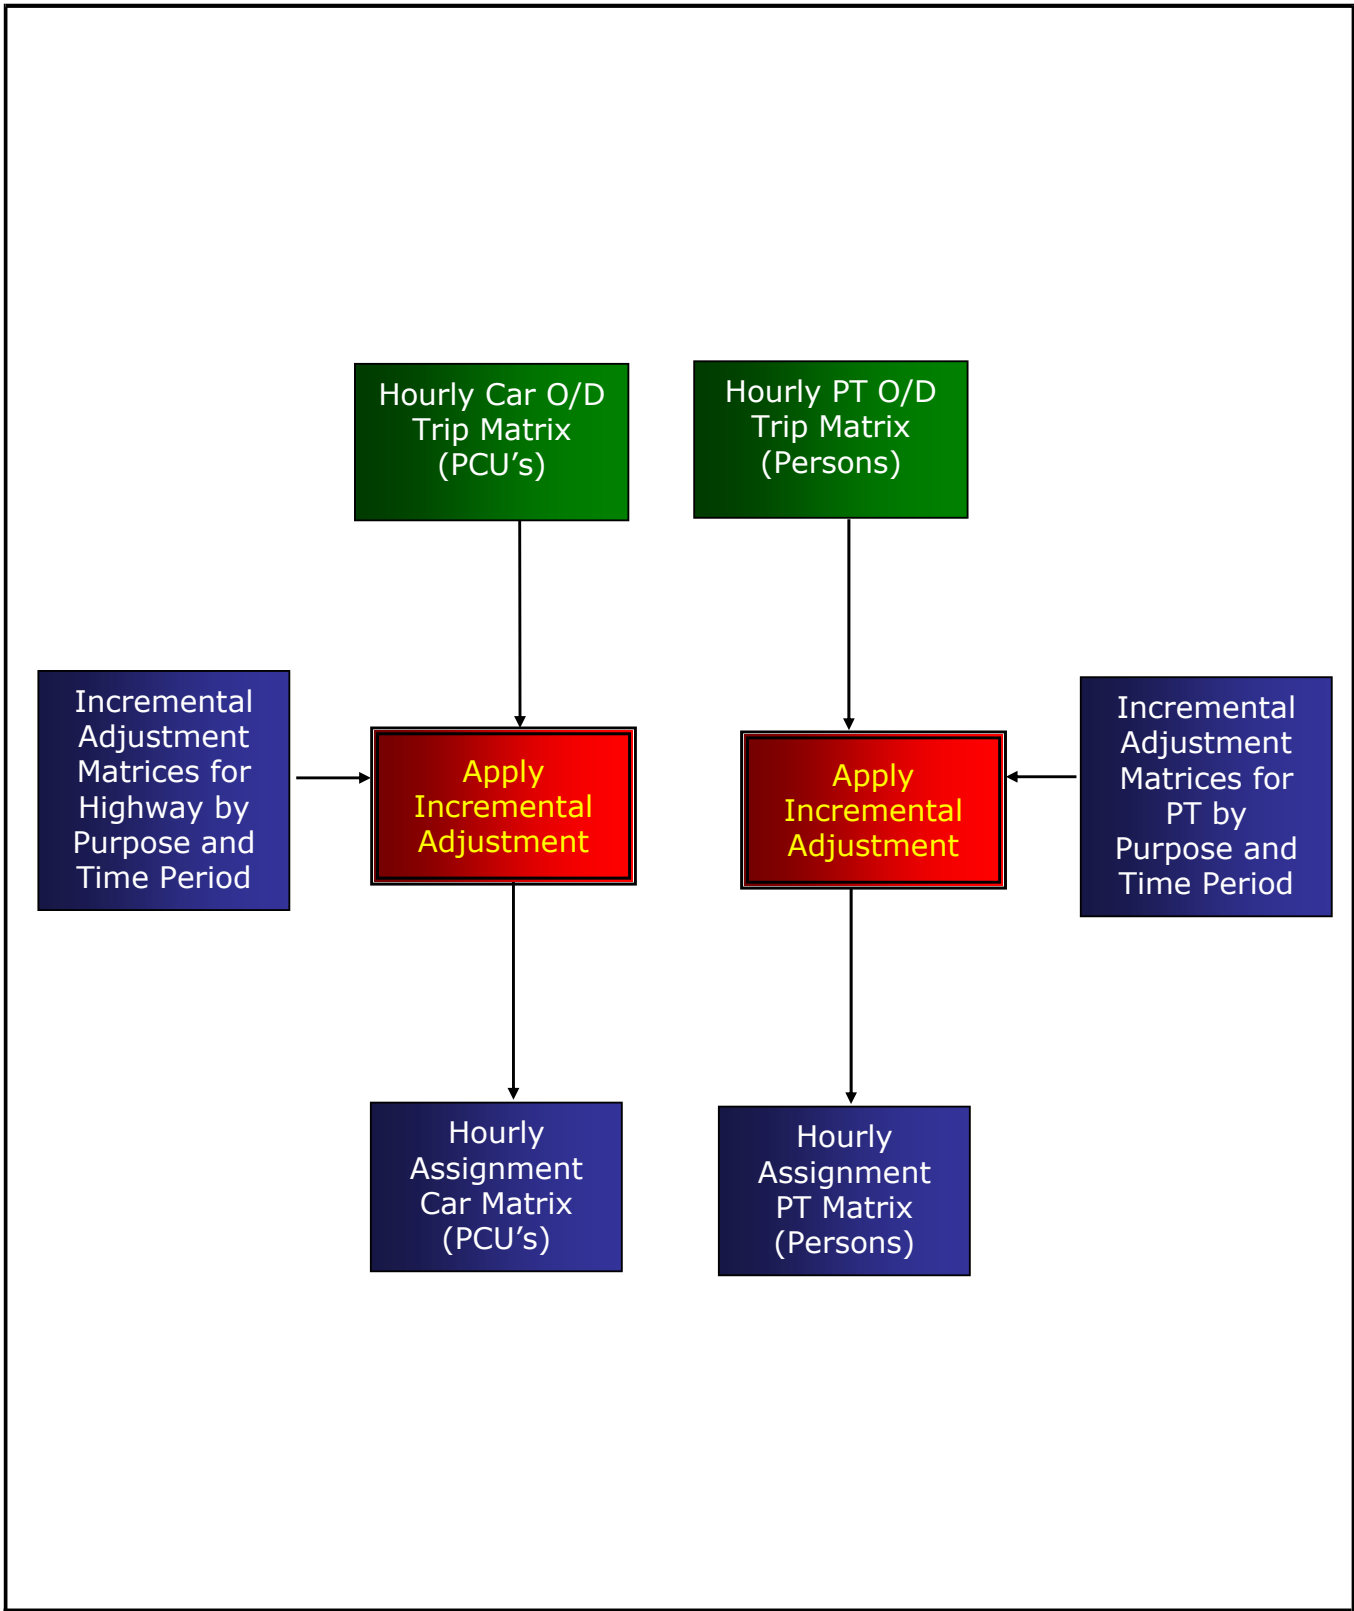 Hourly Car O/D
Trip Matrix
(PCU’s)
Hourly PT O/D
Trip Matrix
(Persons)
Incremental
Adjustment
Matrices for
Highway by
Purpose and
Time Period
Apply
Incremental
Adjustment
Apply
Incremental
Adjustment
Incremental
Adjustment
Matrices for
PT by
Purpose and
Time Period
Hourly
Assignment
Car Matrix
(PCU’s)
Hourly
Assignment
PT Matrix
(Persons)